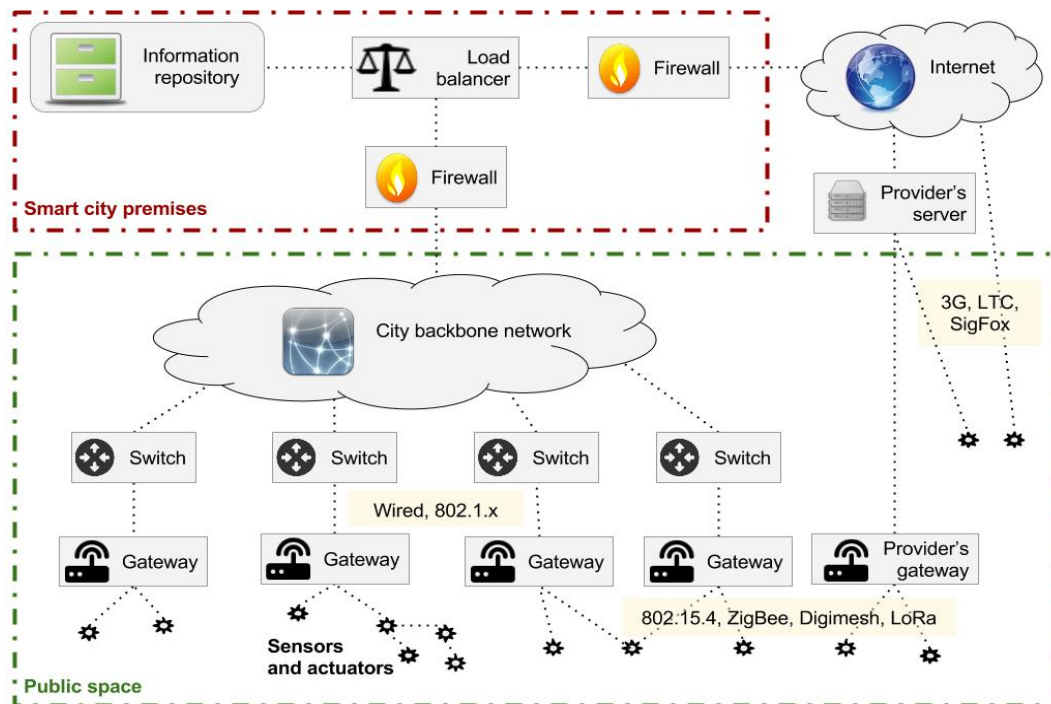 Information
repository
Load
balancer
Firewall
Internet
Firewall
Smart city premises
Provider's
server
3G, LTC,
SigFox
City backbone network
Switch
Switch
Switch
Switch
Wired, 802.1.x
Gateway
Gateway
Gateway
Gateway
Provider's
gateway
802.15.4, ZigBee, Digimesh, LoRa
Sensors
and actuators
Public space